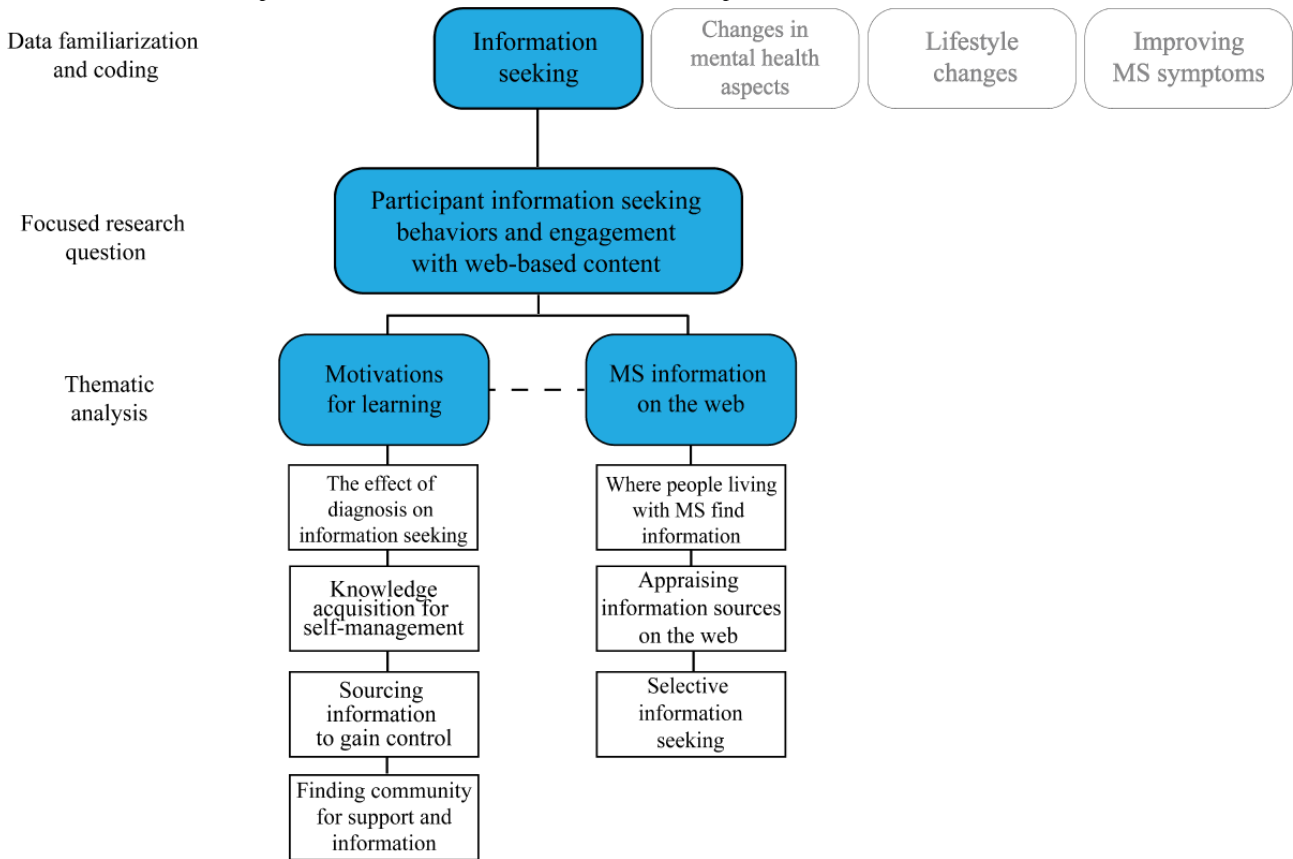 Data familiarization
and coding
Information
seeking
Changes in
mental health
aspects
Lifestyle
changes
Improving
MS symptoms
Focused research
question
Participant information seeking
behaviors and engagement
with web-based content
Thematic
analysis
Motivations
for learning
MS information
on the web
The effect of
diagnosis on
information seeking
Where people living
with MS find
information
Knowledge
acquisition for
self-management
Appraising
information sources
on the web
Sourcing
information
to gain control
Selective
information
seeking
Finding community
for support and
information